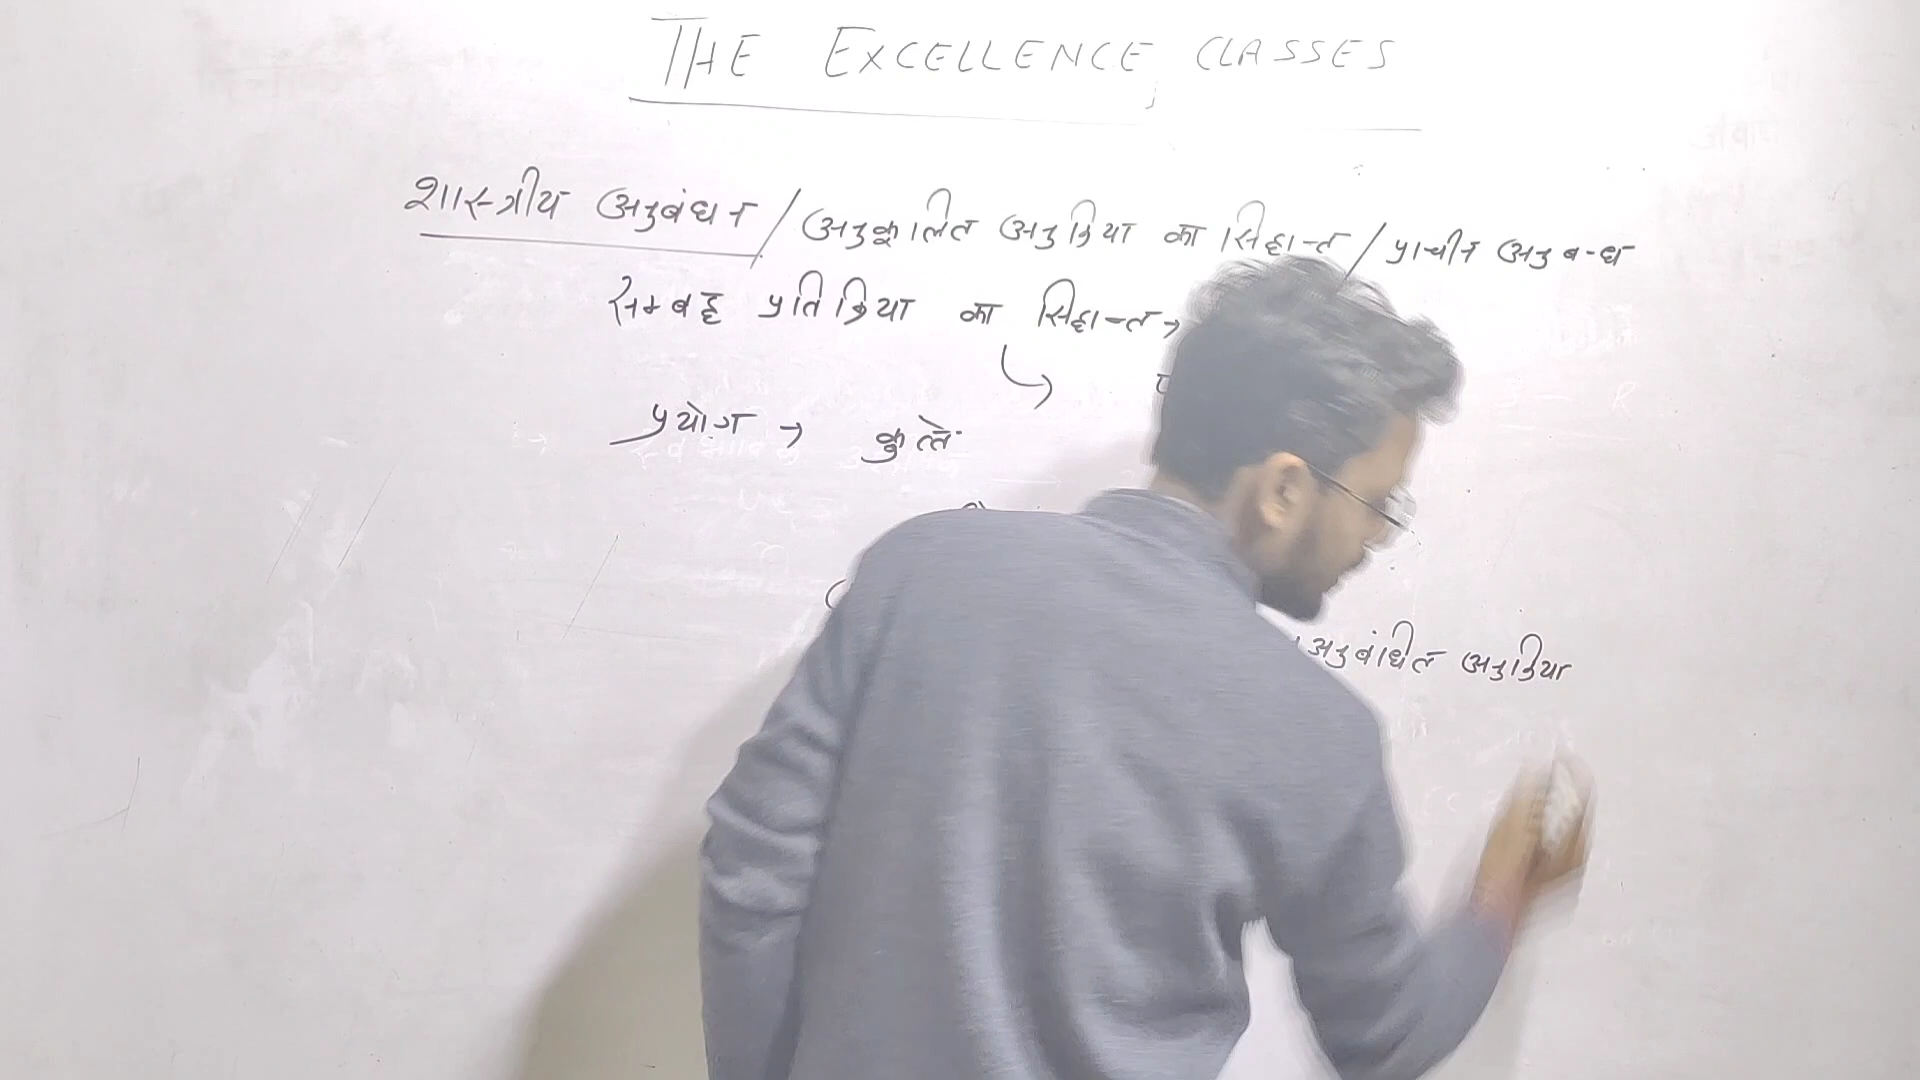 THE EXCELLENCE CLASSES
शास्त्रीय अनुबंधन / अनुकूलित अनुक्रिया का सिद्धान्त / प्राचीन अनुबन्ध
सम्बद्ध प्रतिक्रिया का सिद्धान्त →
प्रयोग → कुत्ते
अनुबंधित अनुक्रिया